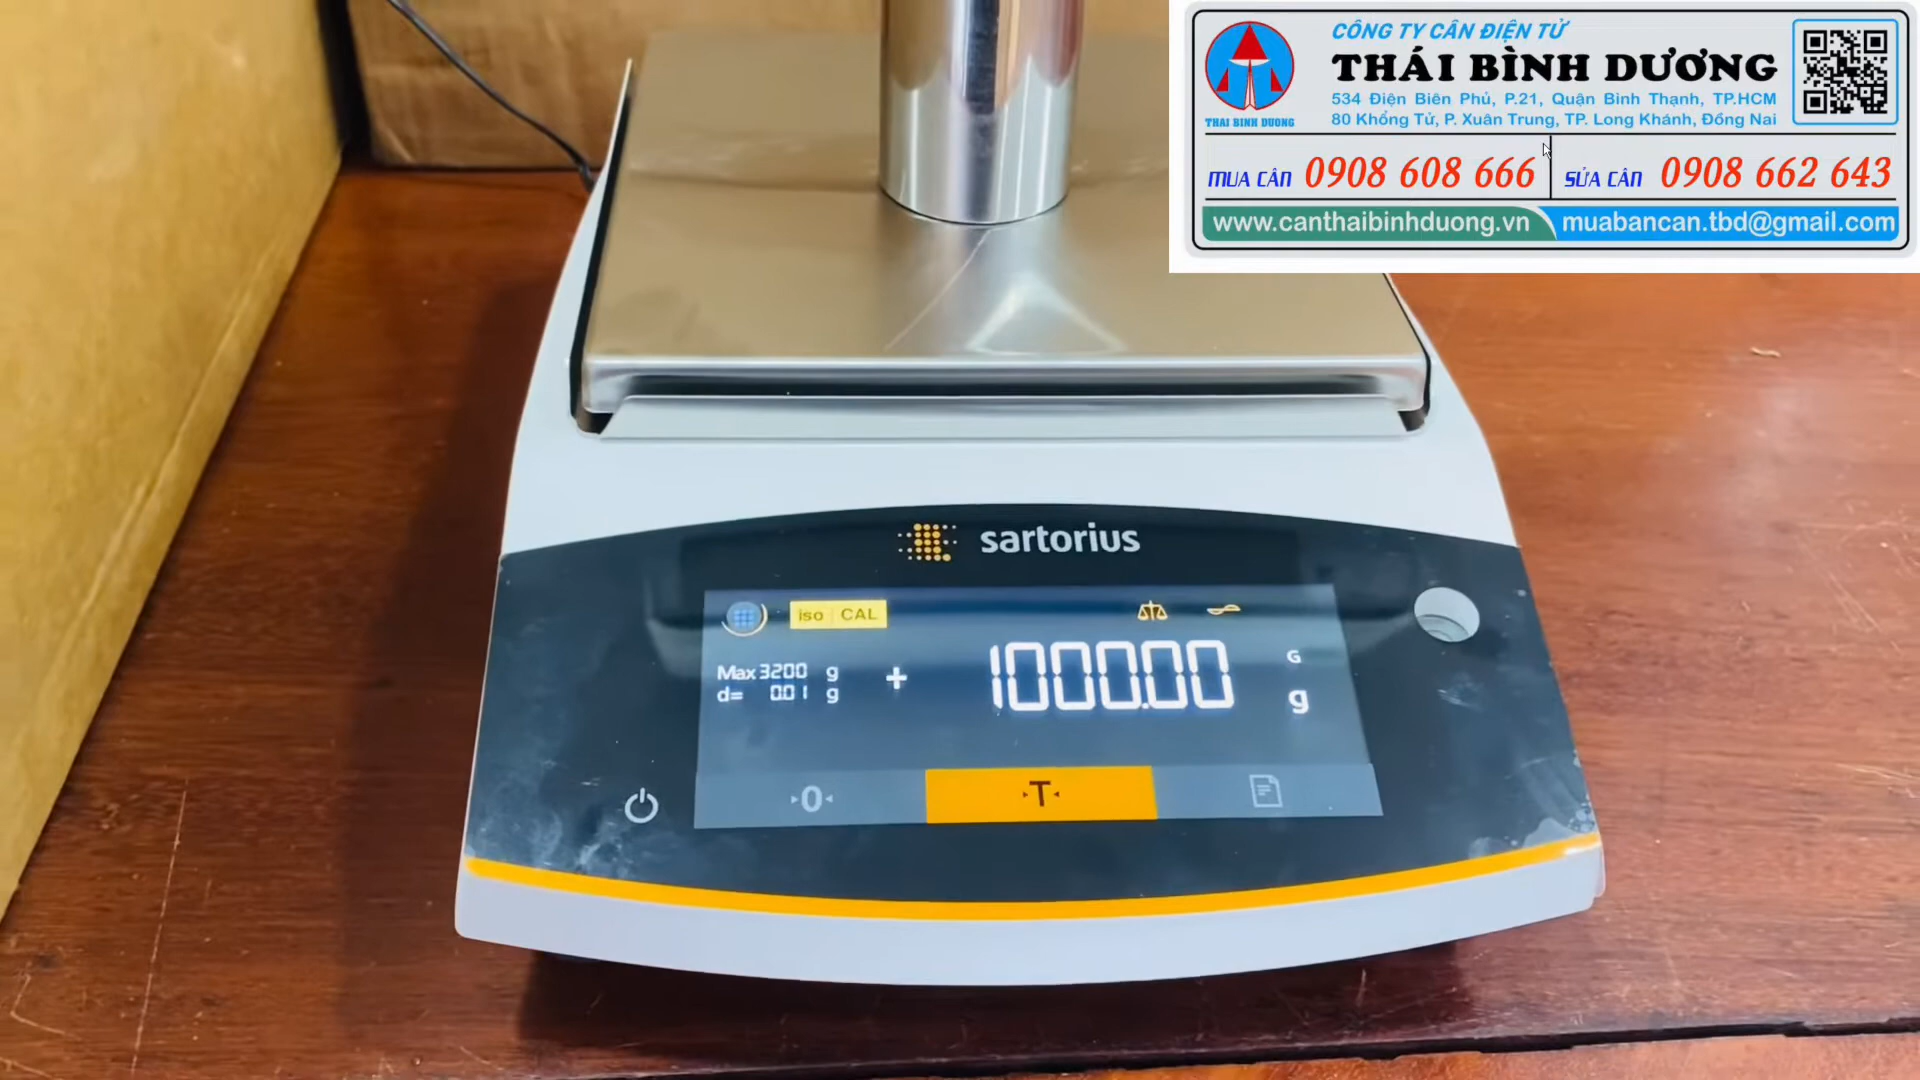 CÔNG TY CÂN ĐIỆN TỬ
THÁI BÌNH DƯƠNG
534 Điện Biên Phủ, P.21, Quận Bình Thạnh, TP.HCM
80 Khổng Tử, P. Xuân Trung, TP. Long Khánh, Đồng Nai
THAI BINH DUONG
MUA CÂN 0908 608 666
SỬA CÂN 0908 662 643
www.canthaibinhduong.vn
muabancan.tbd@gmail.com
sartorius
iso CAL
Max 3200 g
d= 0.01 g
+ 1000.00 G g
0
T